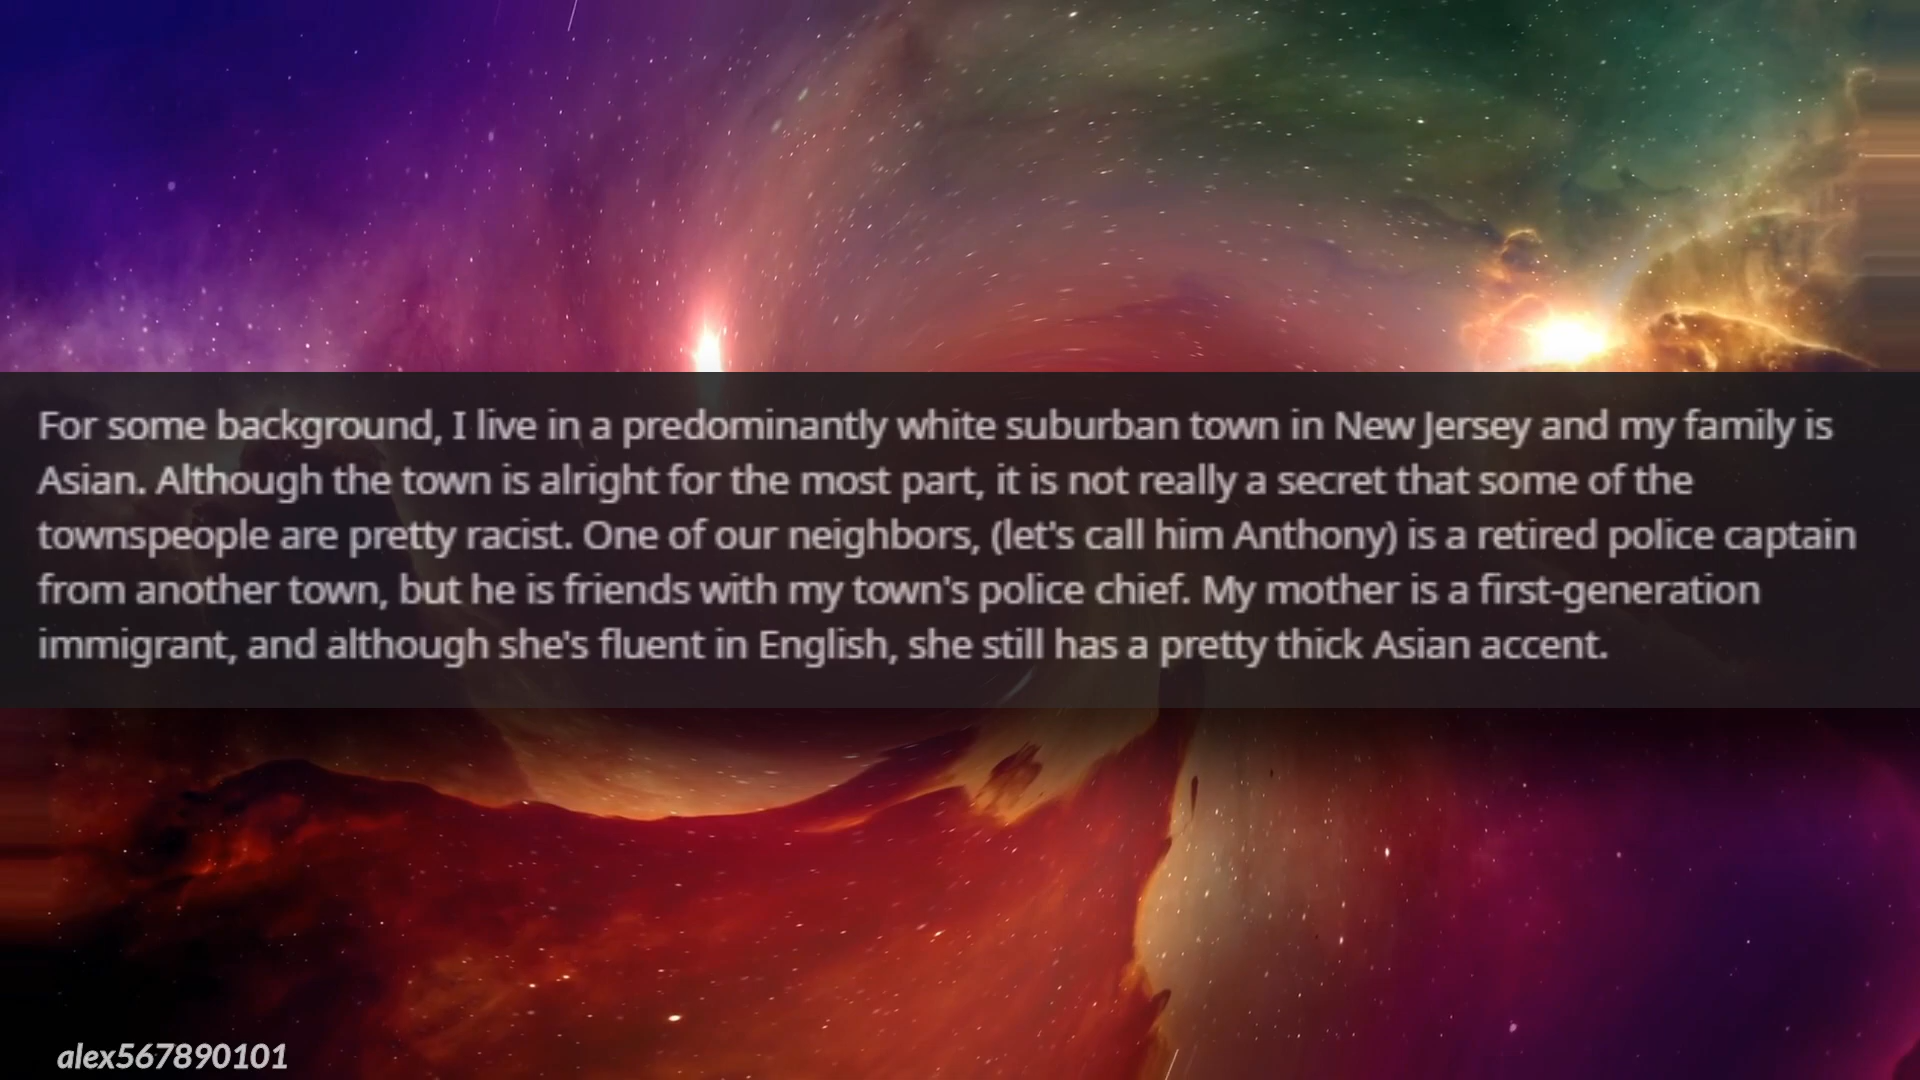 For some background, I live in a predominantly white suburban town in New Jersey and my family is
Asian. Although the town is alright for the most part, it is not really a secret that some of the
townspeople are pretty racist. One of our neighbors, (let's call him Anthony) is a retired police captain
from another town, but he is friends with my town's police chief. My mother is a first-generation
immigrant, and although she's fluent in English, she still has a pretty thick Asian accent.
alex567890101